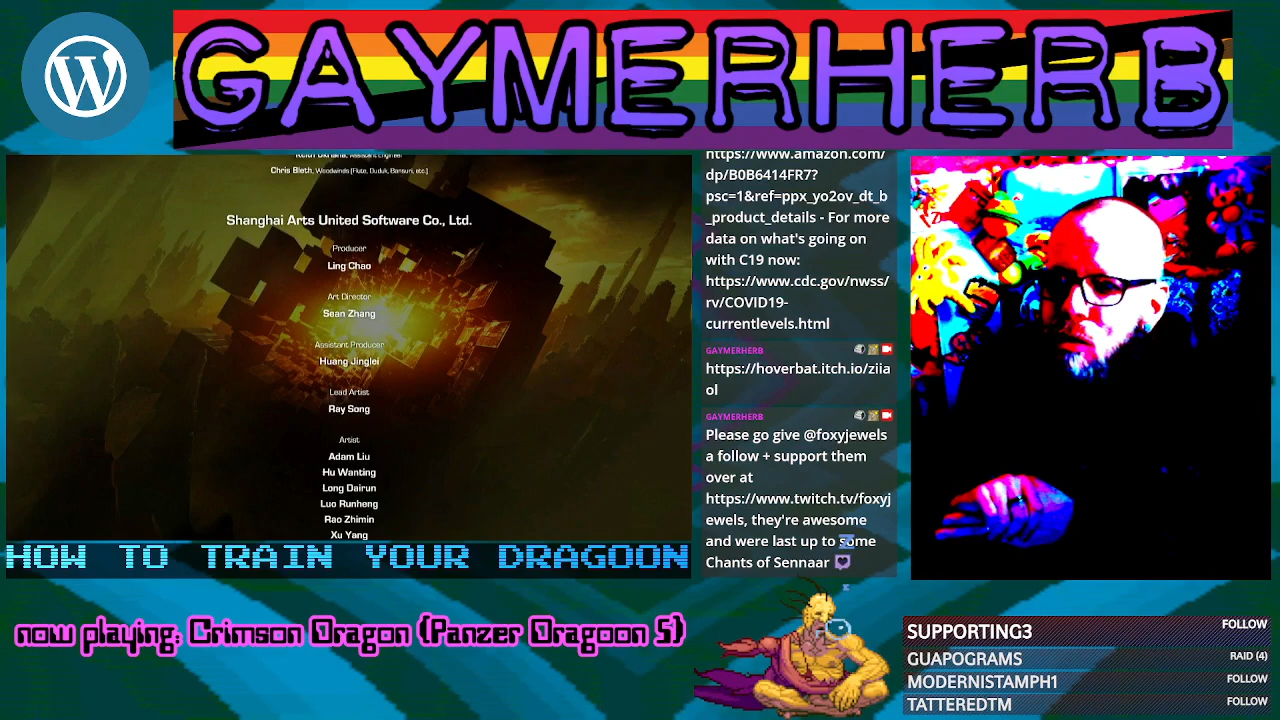 GAYMERHERB
Chris Bleth, Woodwinds [Flute, Duduk, Bansuri, etc.]
Shanghai Arts United Software Co., Ltd.
Producer
Ling Chao
Art Director
Sean Zhang
Assistant Producer
Huang Jinglei
Lead Artist
Ray Song
Artist
Adam Liu
Hu Wanting
Long Dairun
Luo Runheng
Rao Zhimin
Xu Yang
HOW TO TRAIN YOUR DRAGOON
now playing: Crimson Dragon (Panzer Dragoon 5)
https://www.amazon.com/
dp/B0B6414FR7?
psc=1&ref=ppx_yo2ov_dt_b
_product_details - For more
data on what's going on
with C19 now:
https://www.cdc.gov/nwss/
rv/COVID19-
currentlevels.html
GAYMERHERB
https://hoverbat.itch.io/ziia
ol
GAYMERHERB
Please go give @foxyjewels
a follow + support them
over at
https://www.twitch.tv/foxyj
ewels, they're awesome
and were last up to some
Chants of Sennaar
SUPPORTING3 FOLLOW
GUAPOGRAMS RAID (4)
MODERNISTAMPH1 FOLLOW
TATTEREDTM FOLLOW